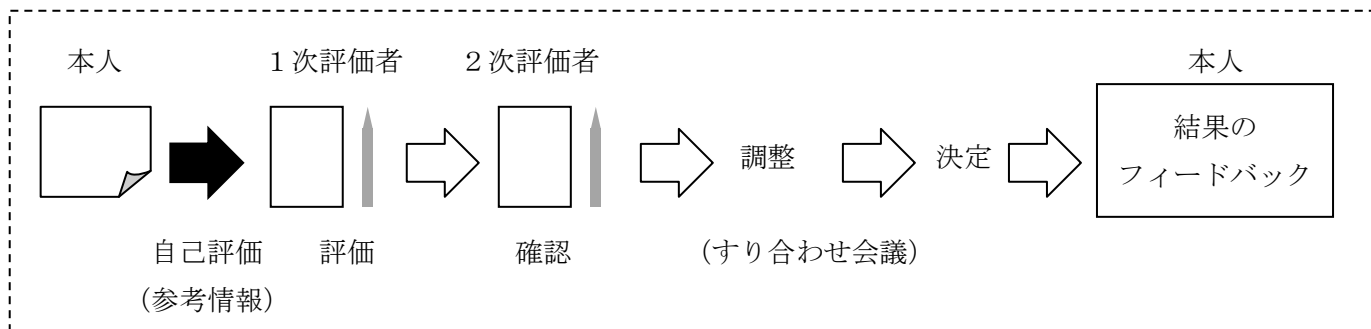 本人 １次評価者 ２次評価者 本人
結果の
フィードバック
調整 決定
自己評価 評価 確認 (すり合わせ会議)
(参考情報)